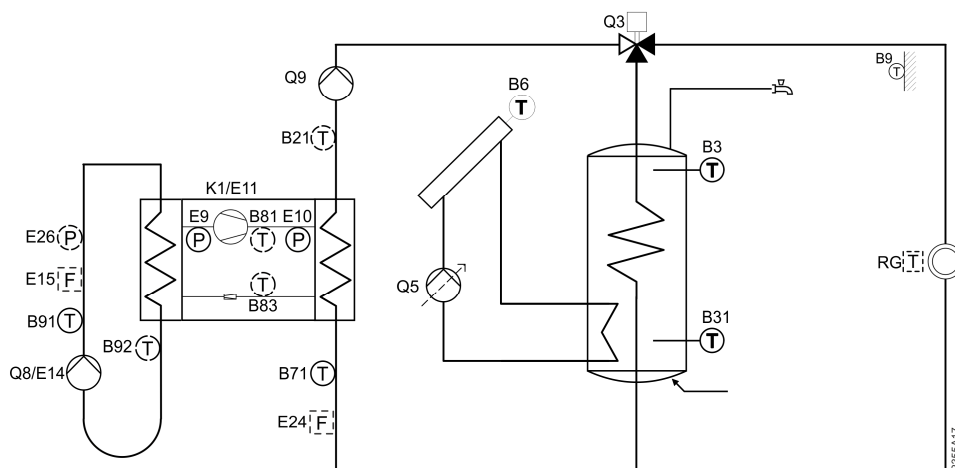 Q3
B9
T
Q9
B6
T
B21
T
B3
T
K1/E11
E9
B81
E10
P
T
P
E26
P
RG
T
E15
F
T
B83
Q5
B91
T
B31
T
B92
T
Q8/E14
B71
T
E24
F